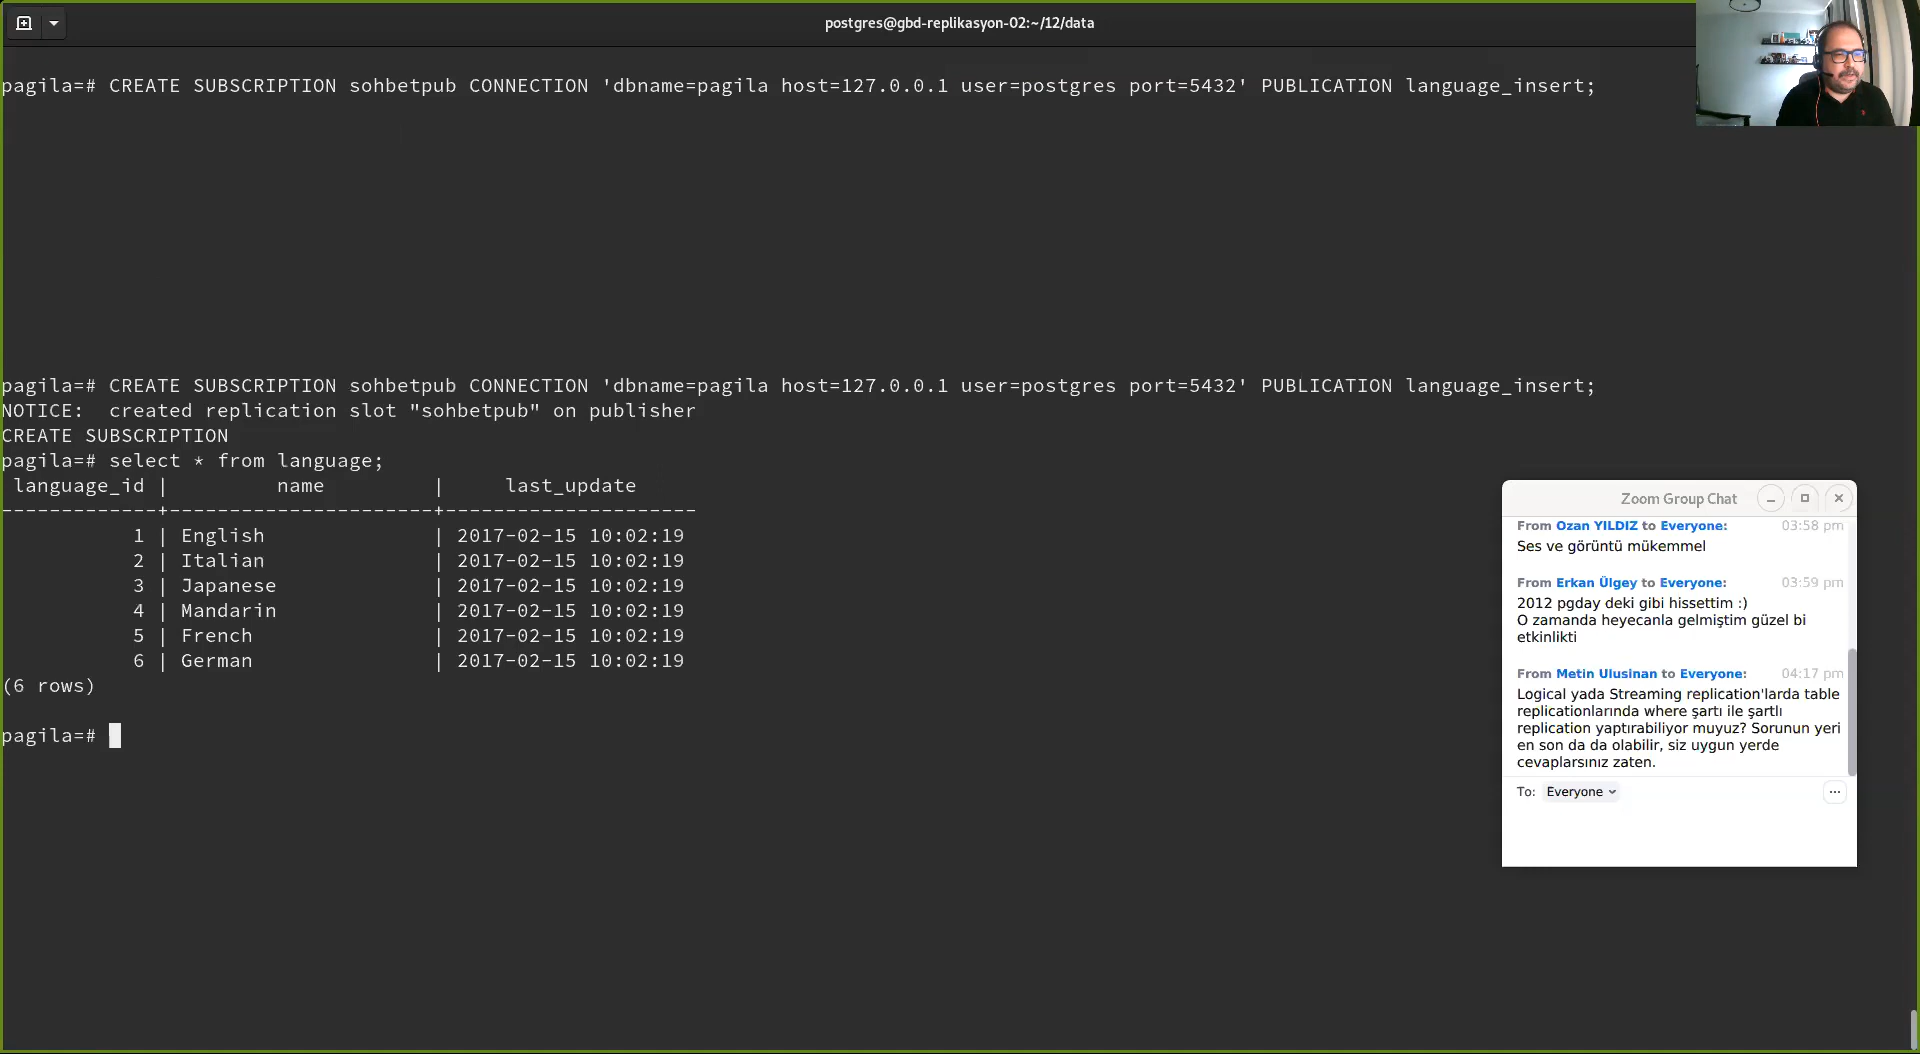 postgres@gbd-replikasyon-02:~/12/data
pagila=# CREATE SUBSCRIPTION sohbetpub CONNECTION 'dbname=pagila host=127.0.0.1 user=postgres port=5432' PUBLICATION language_insert;
pagila=# CREATE SUBSCRIPTION sohbetpub CONNECTION 'dbname=pagila host=127.0.0.1 user=postgres port=5432' PUBLICATION language_insert;
NOTICE:  created replication slot "sohbetpub" on publisher
CREATE SUBSCRIPTION
pagila=# select * from language;
 language_id |         name         |     last_update
-------------+----------------------+---------------------
           1 | English              | 2017-02-15 10:02:19
           2 | Italian              | 2017-02-15 10:02:19
           3 | Japanese             | 2017-02-15 10:02:19
           4 | Mandarin             | 2017-02-15 10:02:19
           5 | French               | 2017-02-15 10:02:19
           6 | German               | 2017-02-15 10:02:19
(6 rows)
pagila=#
Zoom Group Chat
From Ozan YILDIZ to Everyone: 03:58 pm
Ses ve görüntü mükemmel
From Erkan Ülgey to Everyone: 03:59 pm
2012 pgday deki gibi hissettim :)
O zamanda heyecanla gelmiştim güzel bi
etkinlikti
From Metin Ulusinan to Everyone: 04:17 pm
Logical yada Streaming replication'larda table
replicationlarında where şartı ile şartlı
replication yaptırabiliyor muyuz? Sorunun yeri
en son da da olabilir, siz uygun yerde
cevaplarsınız zaten.
To: Everyone